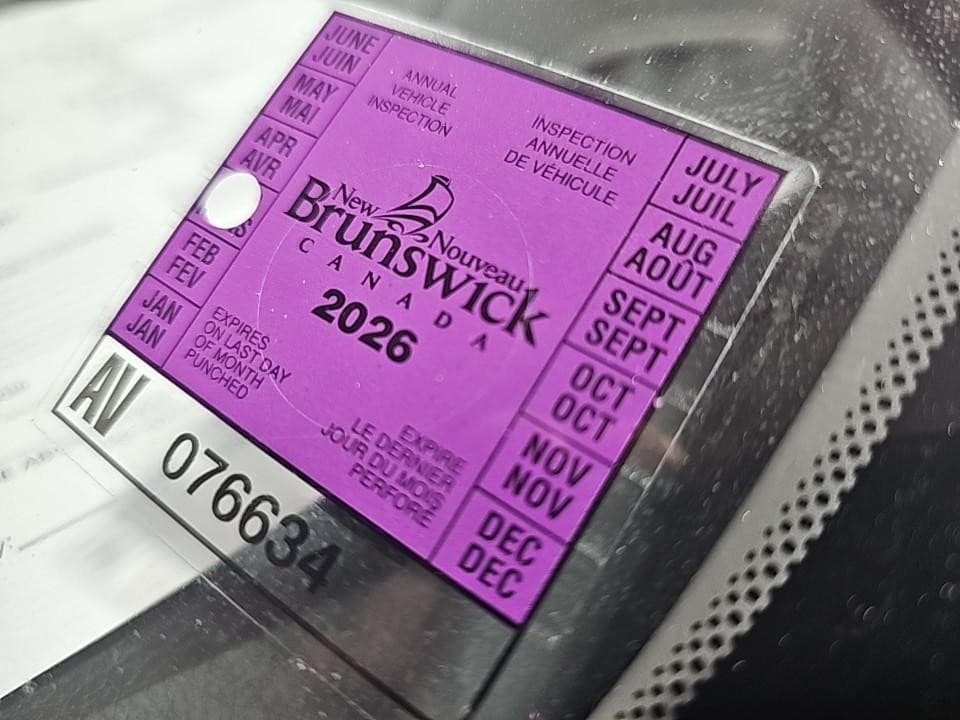 JUNE
JUIN
MAY
MAI
APR
AVR
FEB
FEV
JAN
JAN
ANNUAL
VEHICLE
INSPECTION
INSPECTION
ANNUELLE
DE VÉHICULE
New Nouveau
Brunswick
CANADA
2026
EXPIRES
ON LAST DAY
OF MONTH
PUNCHED
EXPIRE
LE DERNIER
JOUR DU MOIS
PERFORÉ
JULY
JUIL
AUG
AOÛT
SEPT
SEPT
OCT
OCT
NOV
NOV
DEC
DEC
AV 076634